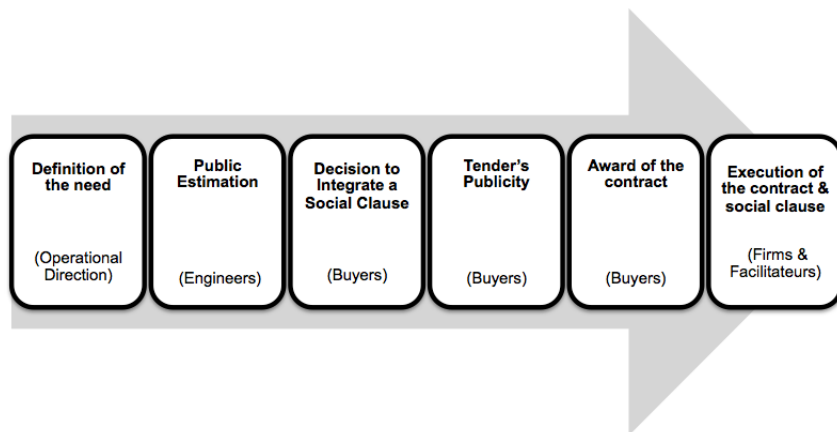 Definition of
the need
(Operational
Direction)
Public
Estimation
(Engineers)
Decision to
Integrate a
Social Clause
(Buyers)
Tender's
Publicity
(Buyers)
Award of the
contract
(Buyers)
Execution of
the contract &
social clause
(Firms &
Facilitateurs)